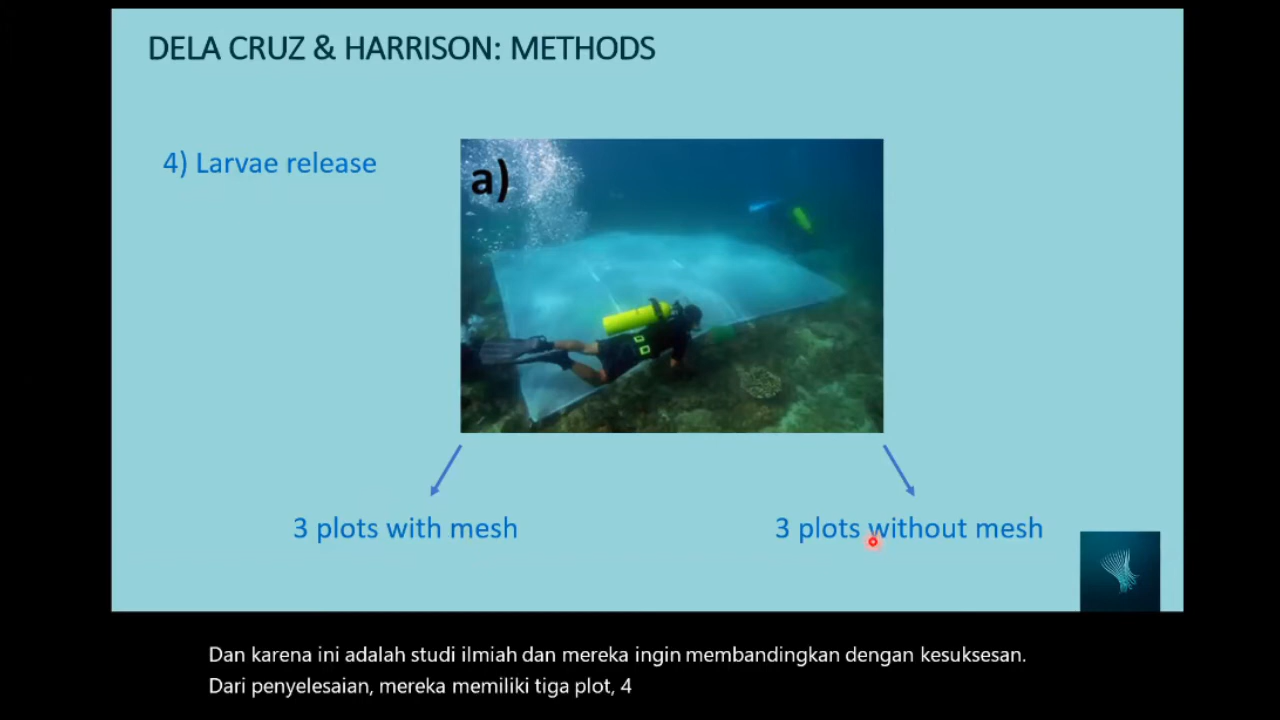 DELA CRUZ & HARRISON: METHODS
4) Larvae release
a)
3 plots with mesh
3 plots without mesh
Dan karena ini adalah studi ilmiah dan mereka ingin membandingkan dengan kesuksesan.
Dari penyelesaian, mereka memiliki tiga plot, 4